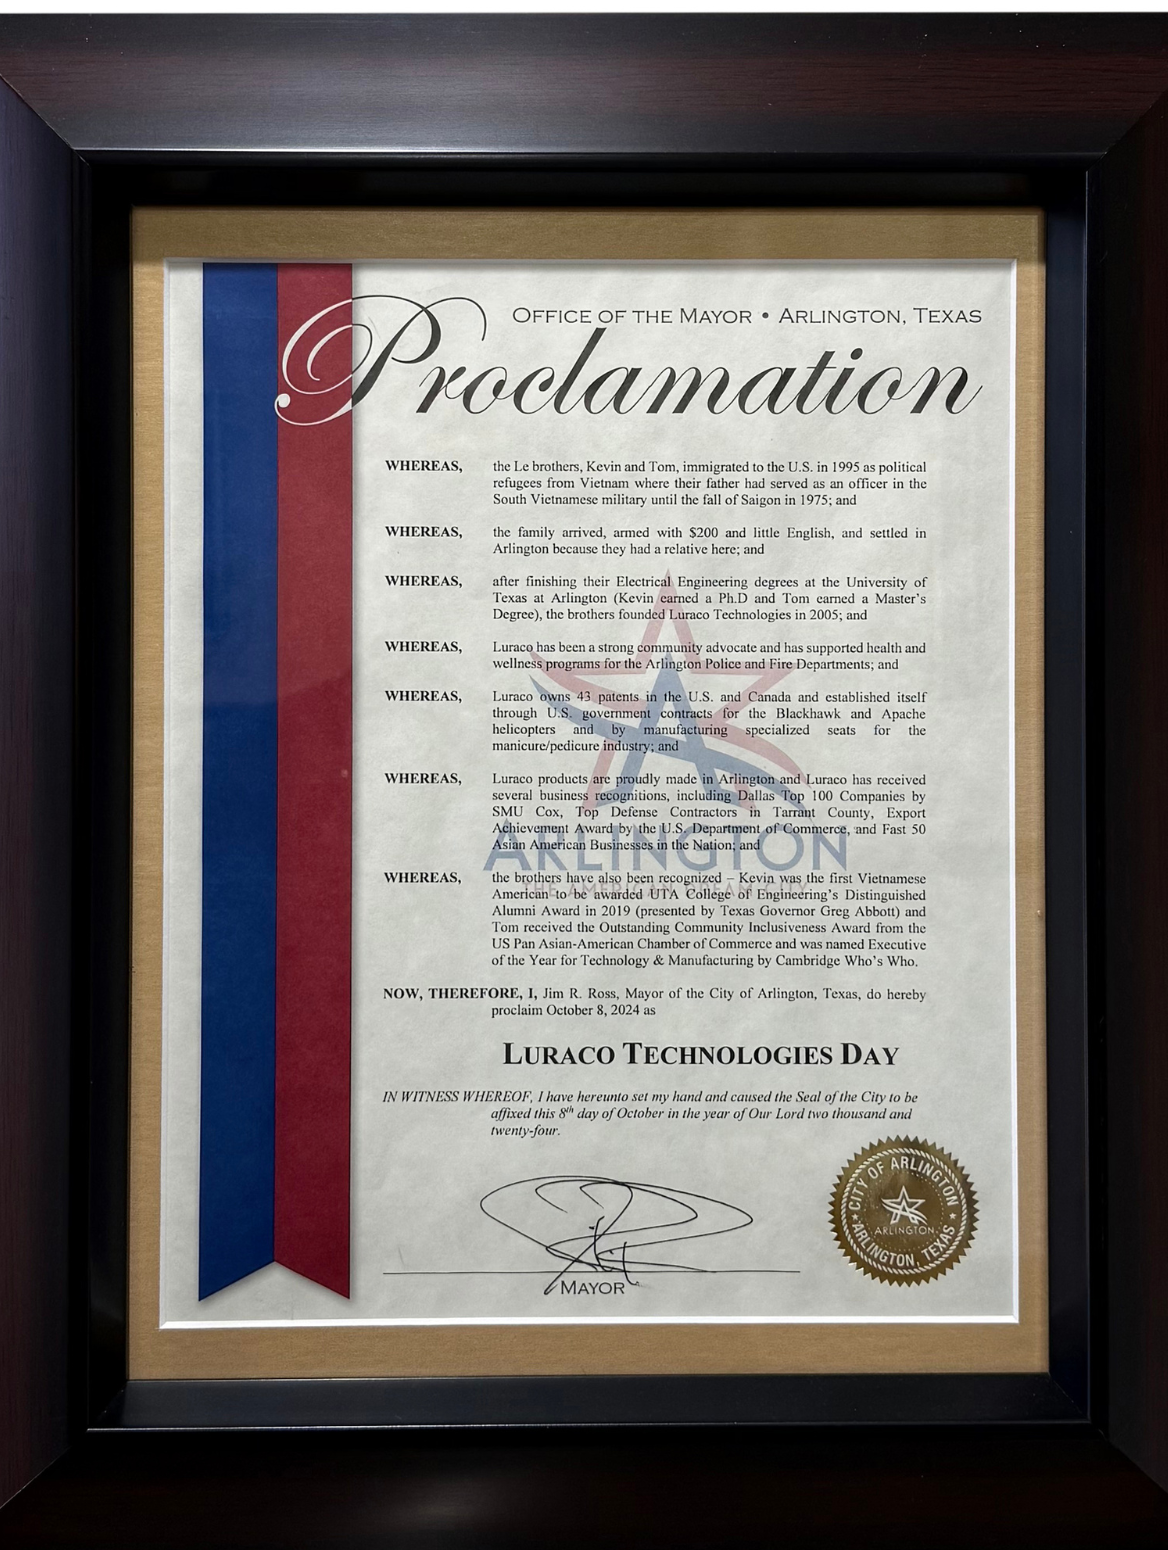 OFFICE OF THE MAYOR • ARLINGTON, TEXAS
Proclamation
WHEREAS, the Le brothers, Kevin and Tom, immigrated to the U.S. in 1995 as political
refugees from Vietnam where their father had served as an officer in the
South Vietnamese military until the fall of Saigon in 1975; and
WHEREAS, the family arrived, armed with $200 and little English, and settled in
Arlington because they had a relative here; and
WHEREAS, after finishing their Electrical Engineering degrees at the University of
Texas at Arlington (Kevin earned a Ph.D and Tom earned a Master's
Degree), the brothers founded Luraco Technologies in 2005; and
WHEREAS, Luraco has been a strong community advocate and has supported health and
wellness programs for the Arlington Police and Fire Departments; and
WHEREAS, Luraco owns 43 patents in the U.S. and Canada and established itself
through U.S. government contracts for the Blackhawk and Apache
helicopters and by manufacturing specialized seats for the
manicure/pedicure industry; and
WHEREAS, Luraco products are proudly made in Arlington and Luraco has received
several business recognitions, including Dallas Top 100 Companies by
SMU Cox, Top Defense Contractors in Tarrant County, Export
Achievement Award by the U.S. Department of Commerce, and Fast 50
Asian American Businesses in the Nation; and
ARLINGTON
THE AMERICAN DREAM CITY
WHEREAS, the brothers have also been recognized – Kevin was the first Vietnamese
American to be awarded UTA College of Engineering's Distinguished
Alumni Award in 2019 (presented by Texas Governor Greg Abbott) and
Tom received the Outstanding Community Inclusiveness Award from the
US Pan Asian-American Chamber of Commerce and was named Executive
of the Year for Technology & Manufacturing by Cambridge Who's Who.
NOW, THEREFORE, I, Jim R. Ross, Mayor of the City of Arlington, Texas, do hereby
proclaim October 8, 2024 as
LURACO TECHNOLOGIES DAY
IN WITNESS WHEREOF, I have hereunto set my hand and caused the Seal of the City to be
affixed this 8th day of October in the year of Our Lord two thousand and
twenty-four.
MAYOR
CITY OF ARLINGTON
ARLINGTON
ARLINGTON, TEXAS